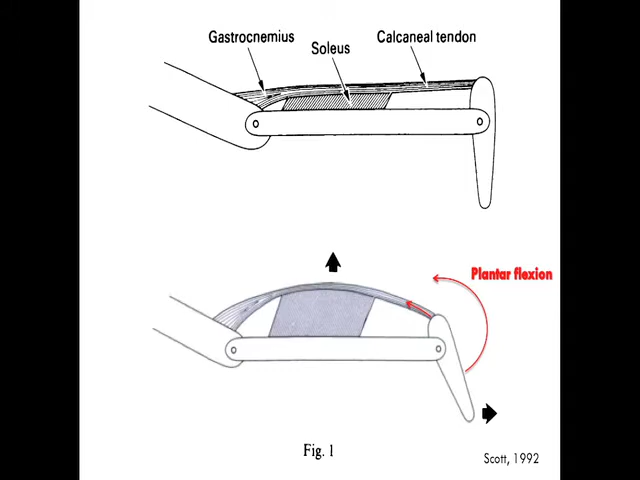 Gastrocnemius
Soleus
Calcaneal tendon
Plantar flexion
Fig. 1
Scott, 1992